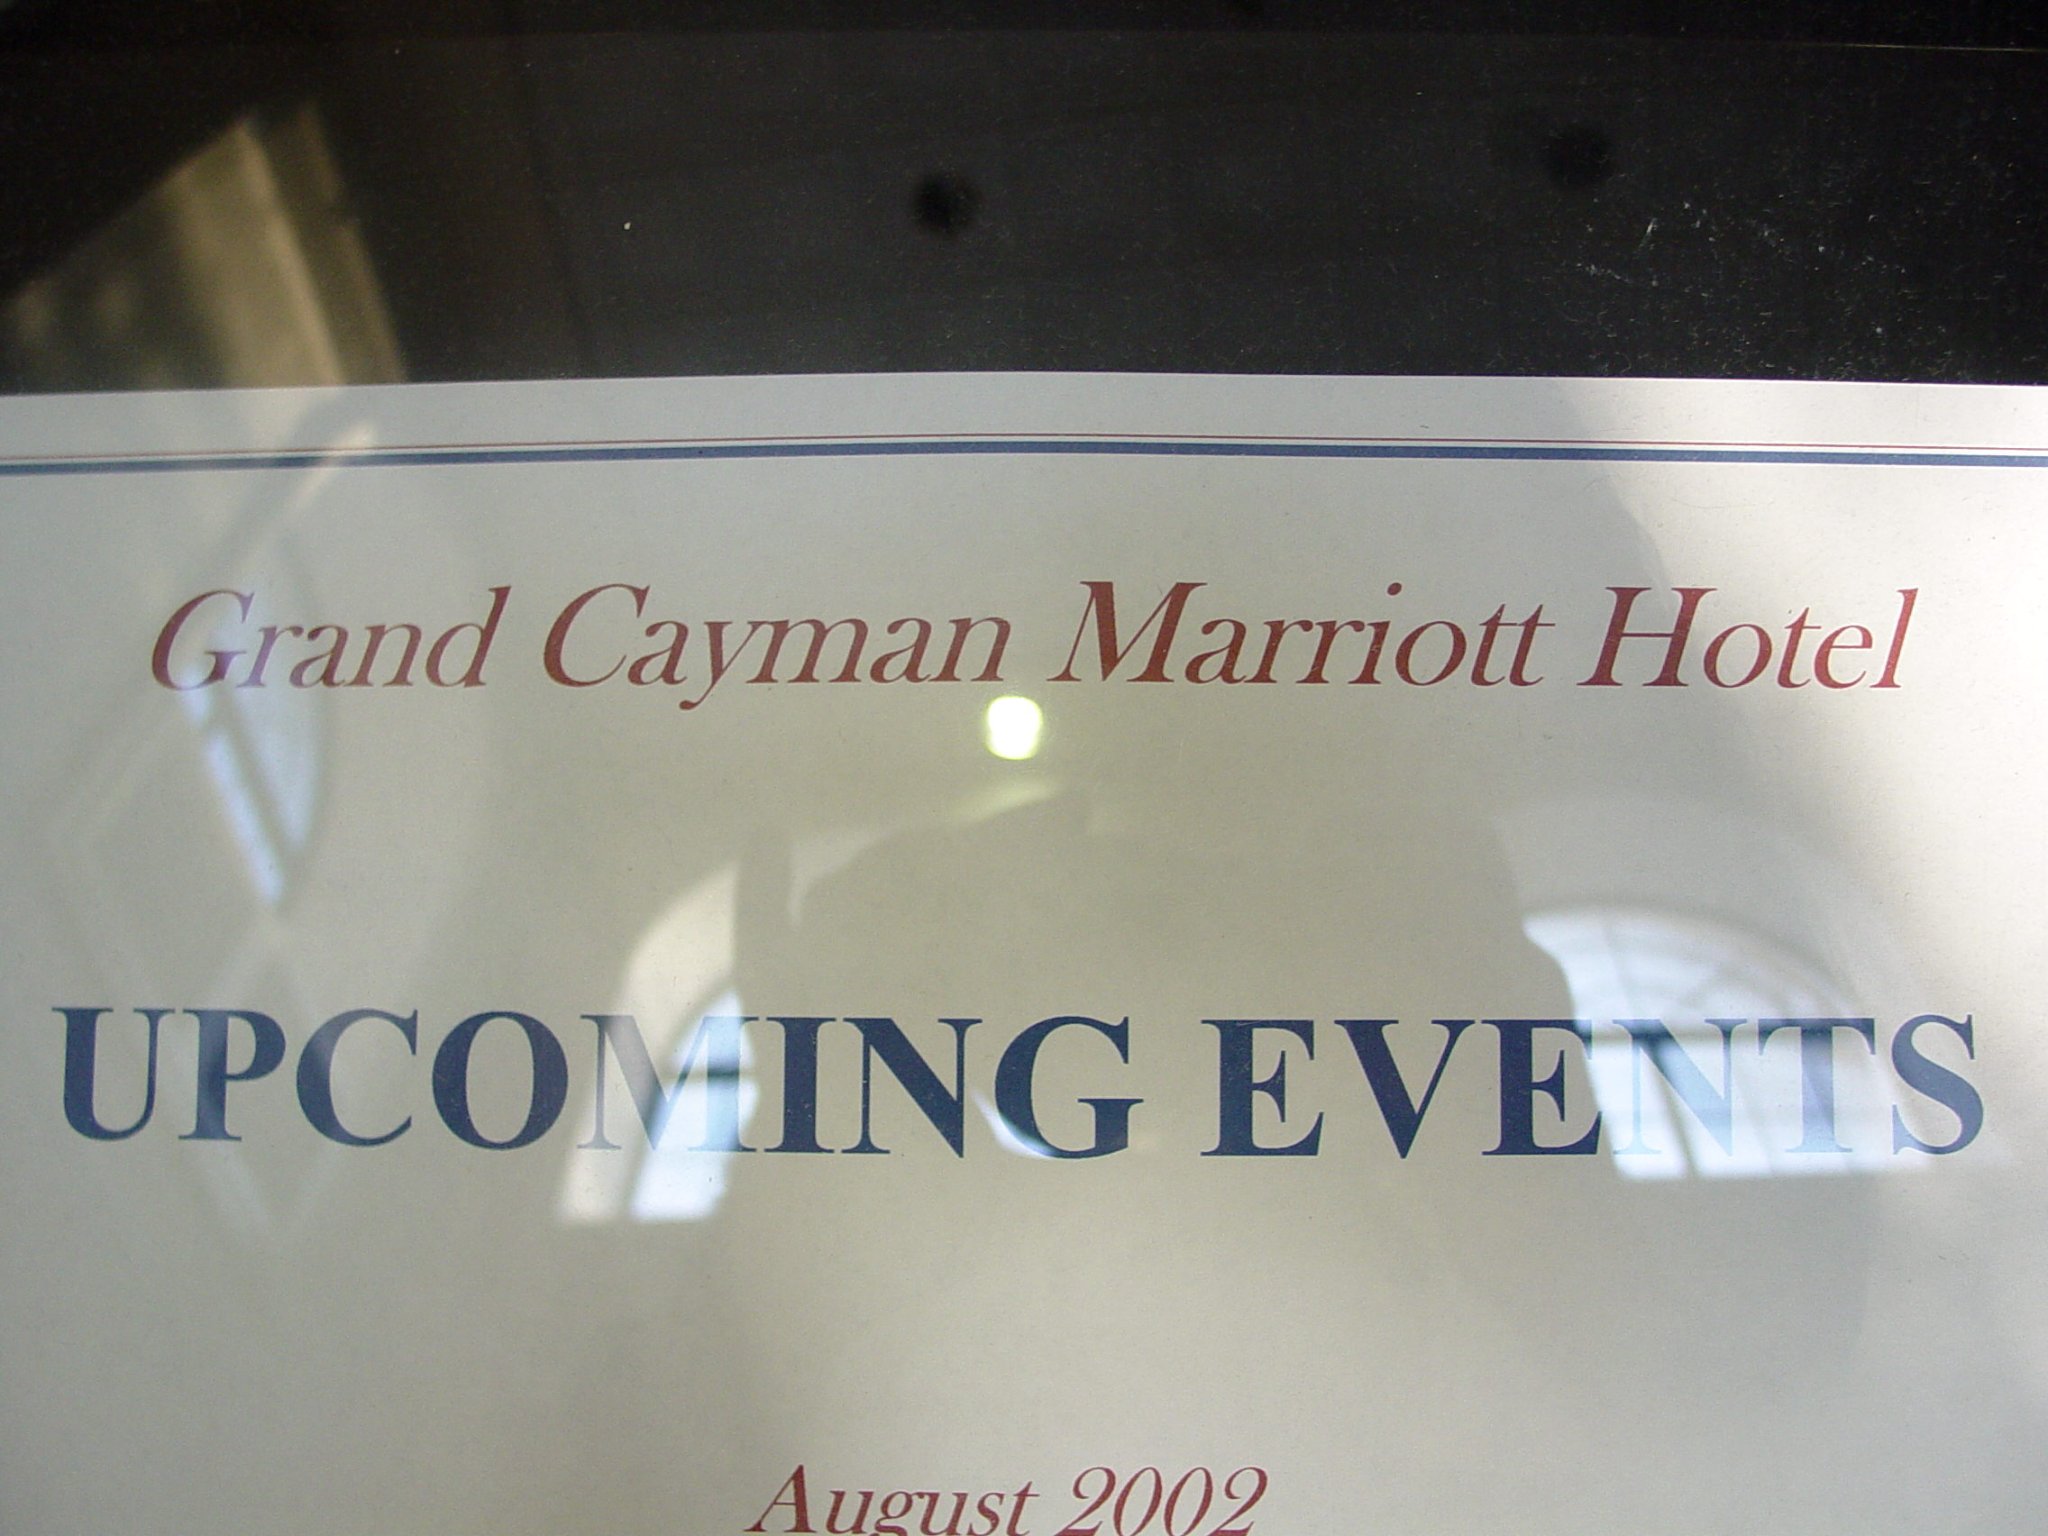 Grand Cayman Marriott Hotel
UPCOMING EVENTS
August 2002